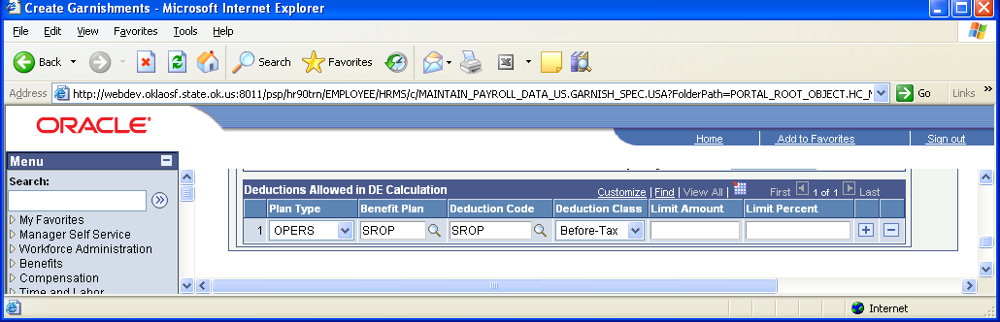 Create Garnishments - Microsoft Internet Explorer
File Edit View Favorites Tools Help
Back Search Favorites
Address http://webdev.oklaosf.state.ok.us:8011/psp/hr90trn/EMPLOYEE/HRMS/c/MAINTAIN_PAYROLL_DATA_US.GARNISH_SPEC.USA?FolderPath=PORTAL_ROOT_OBJECT.HC_ Go Links »
ORACLE
Home Add to Favorites Sign out
Menu
Search:
My Favorites
Manager Self Service
Workforce Administration
Benefits
Compensation
Time and Labor
Deductions Allowed in DE Calculation Customize | Find | View All | First 1 of 1 Last
Plan Type Benefit Plan Deduction Code Deduction Class Limit Amount Limit Percent
1 OPERS SROP SROP Before-Tax
Internet